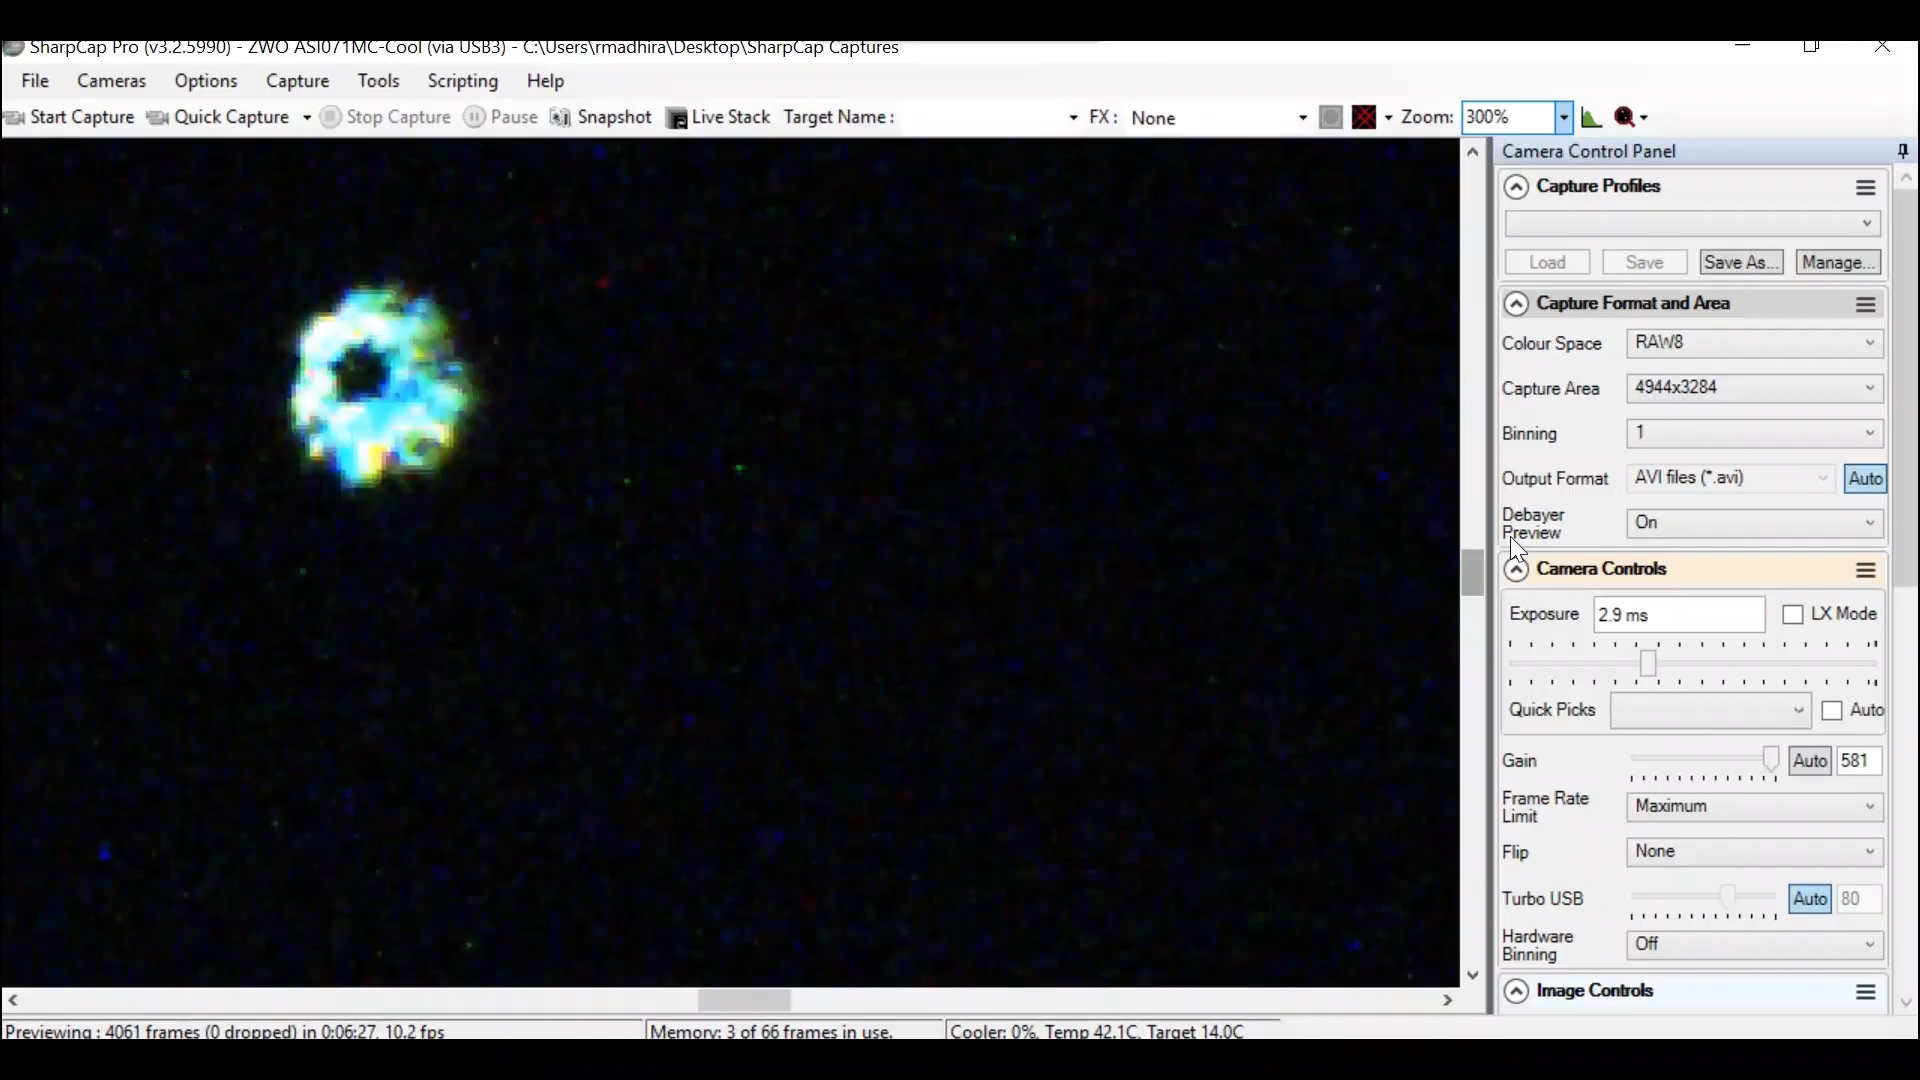 SharpCap Pro (v3.2.5990) - ZWO ASI071MC-Cool (via USB3) - C:\Users\rmadhira\Desktop\SharpCap Captures
File Cameras Options Capture Tools Scripting Help
Start Capture Quick Capture Stop Capture Pause Snapshot Live Stack Target Name : FX : None Zoom: 300%
Camera Control Panel
Capture Profiles
Load Save Save As... Manage...
Capture Format and Area
Colour Space RAW8
Capture Area 4944x3284
Binning 1
Output Format AVI files (*.avi) Auto
Debayer
Preview On
Camera Controls
Exposure 2.9 ms LX Mode
Quick Picks Auto
Gain Auto 581
Frame Rate
Limit Maximum
Flip None
Turbo USB Auto 80
Hardware
Binning Off
Image Controls
Previewing : 4061 frames (0 dropped) in 0:06:27, 10.2 fps Memory: 3 of 66 frames in use. Cooler: 0%, Temp 42.1C, Target 14.0C